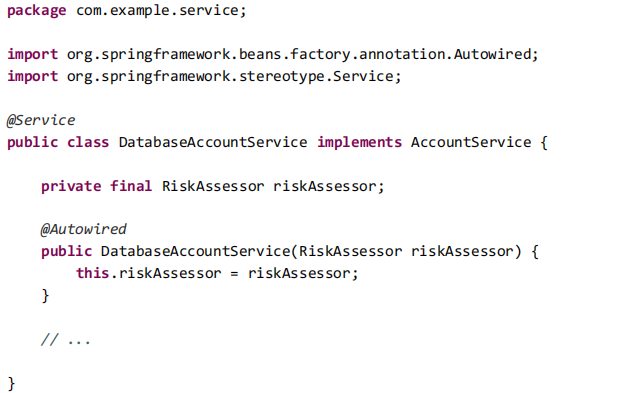 package com.example.service;
import org.springframework.beans.factory.annotation.Autowired;
import org.springframework.stereotype.Service;
@Service
public class DatabaseAccountService implements AccountService {
private final RiskAssessor riskAssessor;
@Autowired
public DatabaseAccountService(RiskAssessor riskAssessor) {
this.riskAssessor = riskAssessor;
}
// ...
}